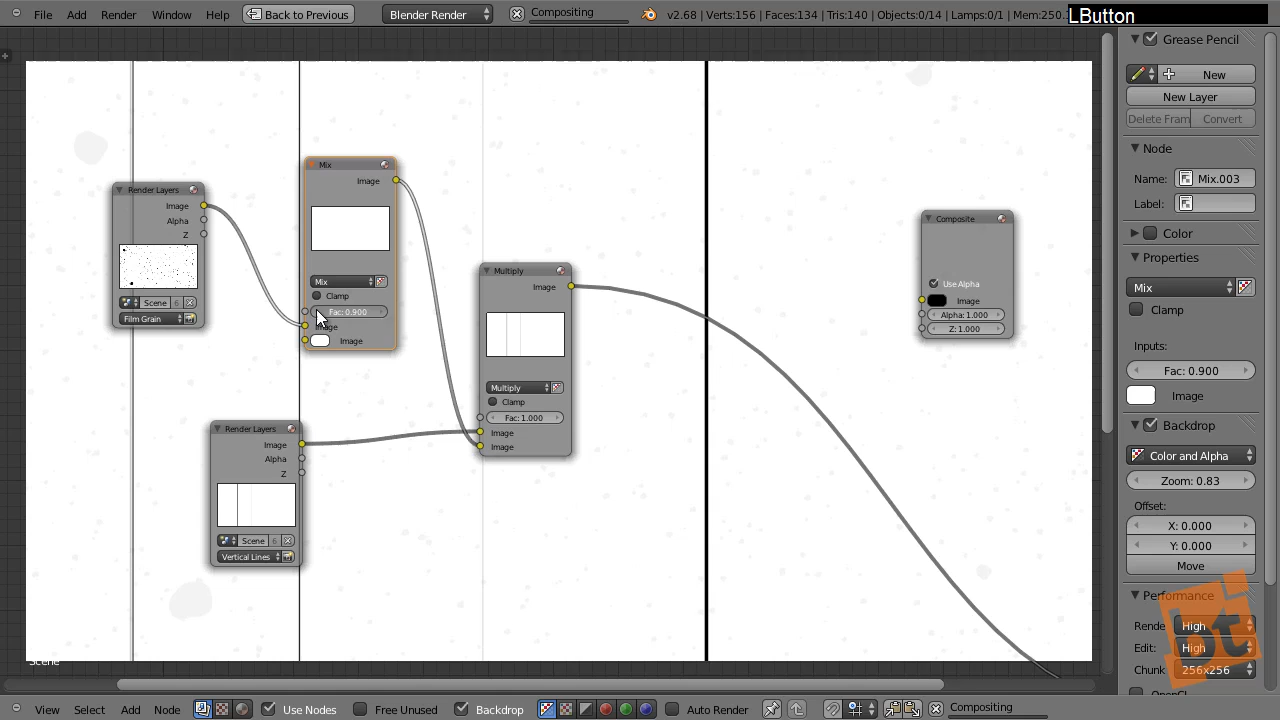 File Add Render Window Help Back to Previous Blender Render Compositing v2.68 | Verts:156 | Faces:134 | Tris:140 | Objects:0/14 | Lamps:0/1 | Mem:250.
LButton
Grease Pencil
New
New Layer
Delete Fram Convert
Node
Name: Mix.003
Label:
Color
Properties
Mix
Clamp
Inputs:
Fac: 0.900
Image
Backdrop
Color and Alpha
Zoom: 0.83
Offset:
X: 0.000
Y: 0.000
Move
Performance
Rende High
Edit: High
Chunk 256x256
OpenCL
Render Layers
Image
Alpha
Z
Scene 6
Film Grain
Mix
Image
Mix
Clamp
Fac: 0.900
Image
Image
Multiply
Image
Multiply
Clamp
Fac: 1.000
Image
Image
Render Layers
Image
Alpha
Z
Scene 6
Vertical Lines
Composite
Use Alpha
Image
Alpha: 1.000
Z: 1.000
Scene
bt
View Select Add Node Use Nodes Free Unused Backdrop Auto Render Compositing